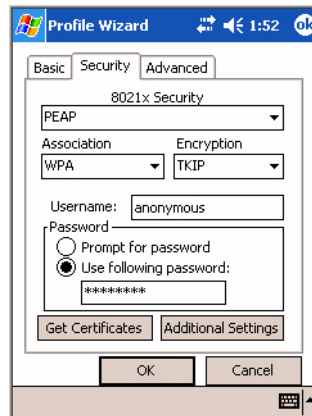 Profile Wizard 1:52 ok
Basic Security Advanced
8021x Security
PEAP
Association Encryption
WPA TKIP
Username: anonymous
Password
Prompt for password
Use following password:
********
Get Certificates Additional Settings
OK Cancel